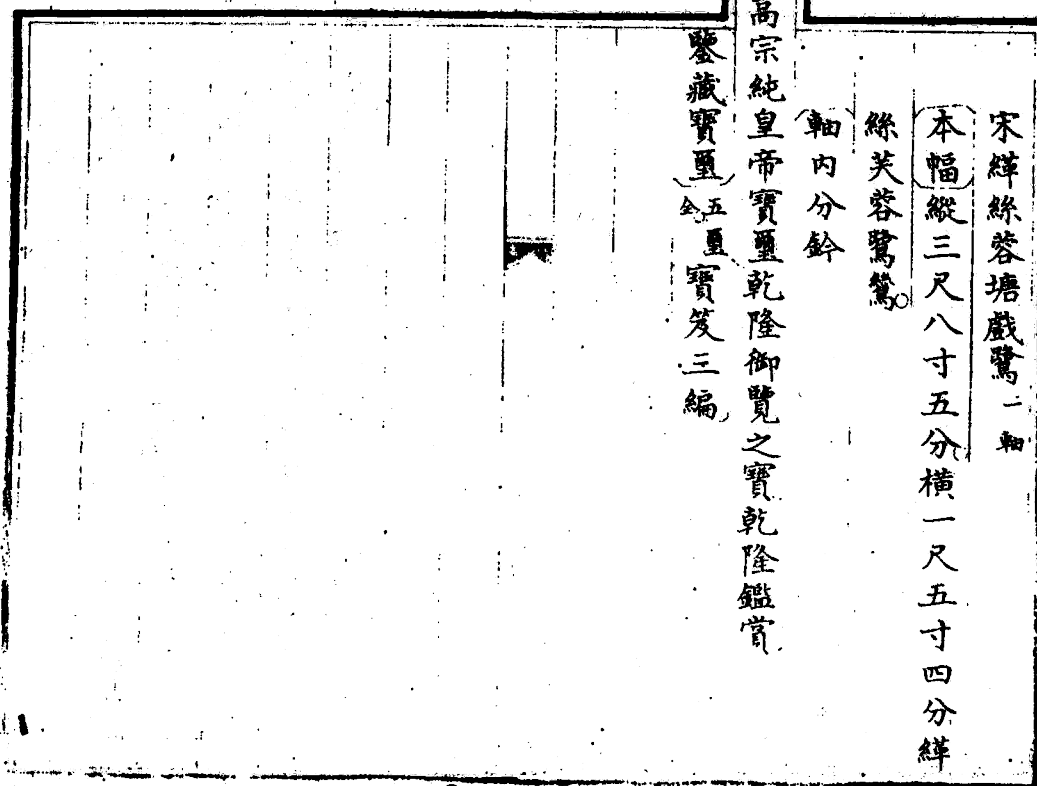 宋緙絲蓉塘戲鷺一軸
本幅縱三尺八寸五分橫一尺五寸四分緙
絲芙蓉鷺鷥
軸內分鈐
高宗純皇帝寶璽乾隆御覽之寶乾隆鑑賞
鑒藏寶璽五璽全寶笈三編